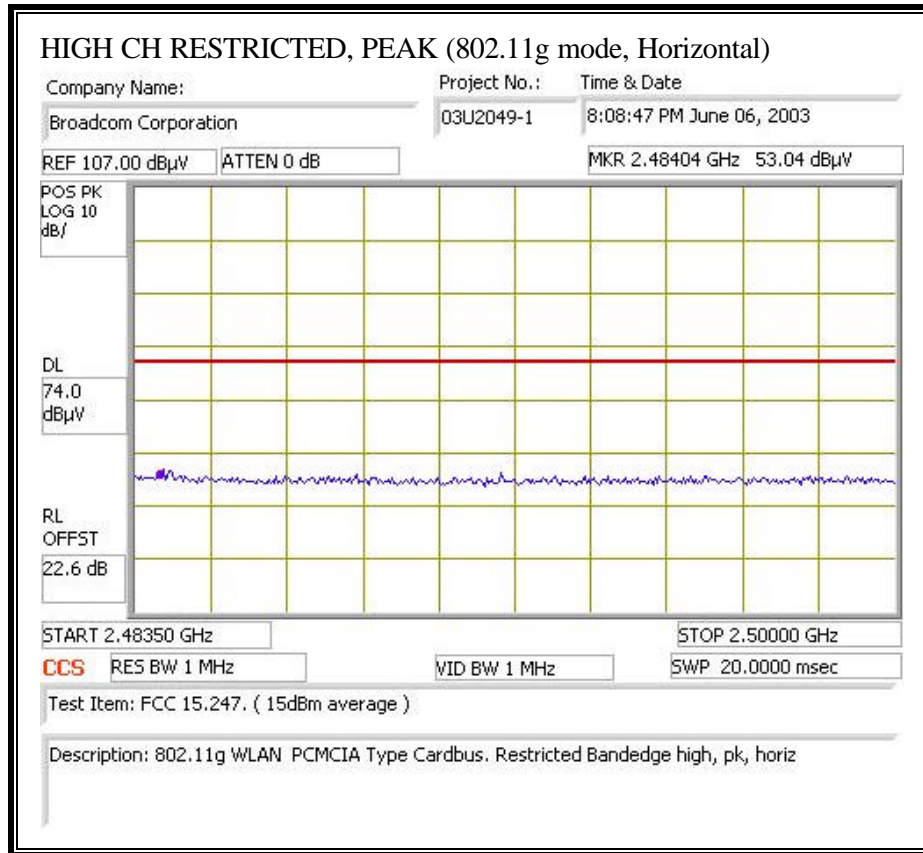 HIGH CH RESTRICTED, PEAK (802.11g mode, Horizontal)
Company Name:
Project No.:
Time & Date
Broadcom Corporation
03U2049-1
8:08:47 PM June 06, 2003
REF 107.00 dBµV
ATTEN 0 dB
MKR 2.48404 GHz 53.04 dBµV
POS PK
LOG 10
dB/
DL
74.0
dBµV
RL
OFFST
22.6 dB
START 2.48350 GHz
STOP 2.50000 GHz
CCS
RES BW 1 MHz
VID BW 1 MHz
SWP 20.0000 msec
Test Item: FCC 15.247. ( 15dBm average )
Description: 802.11g WLAN PCMCIA Type Cardbus. Restricted Bandedge high, pk, horiz